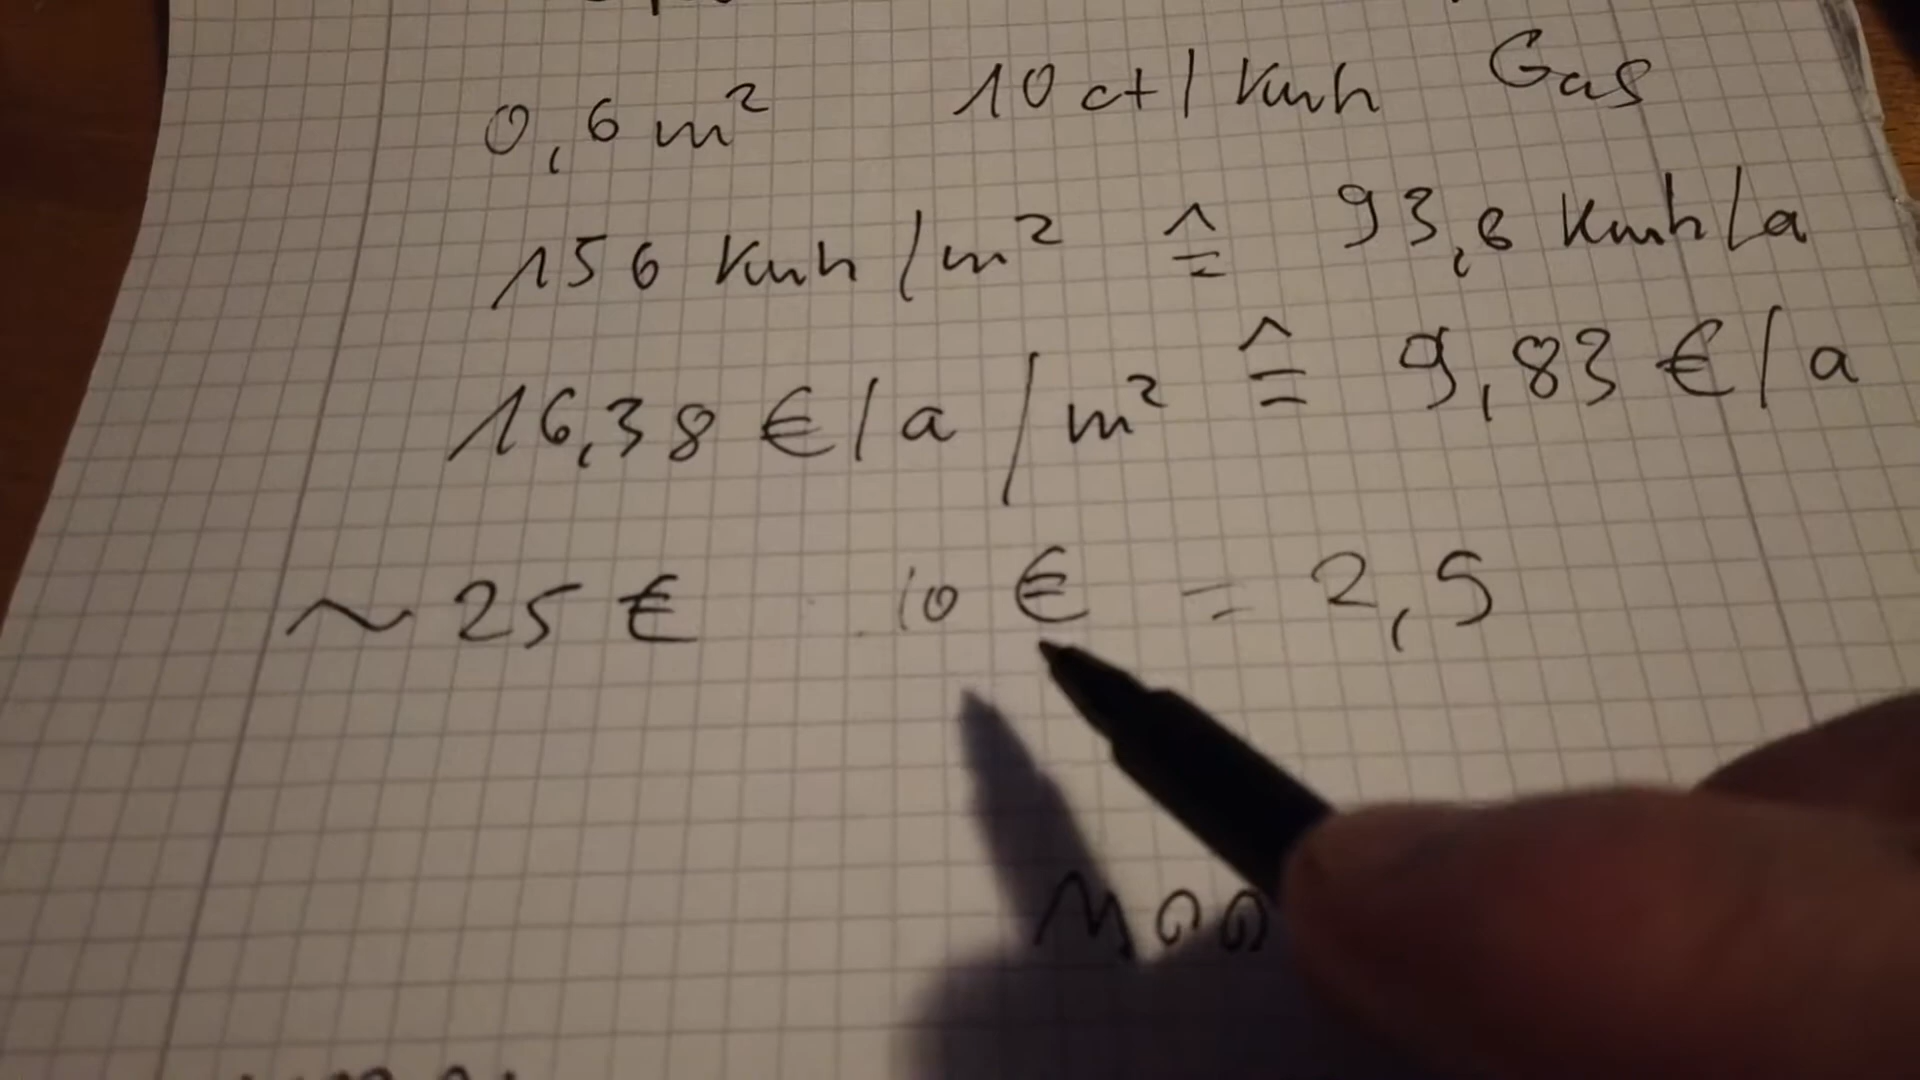 0,6 m² 10 ct/kWh Gas
156 kWh/m² ≙ 93,6 kWh/a
16,38 €/a/m² ≙ 9,83 €/a
~ 25 € 10 € = 2,5